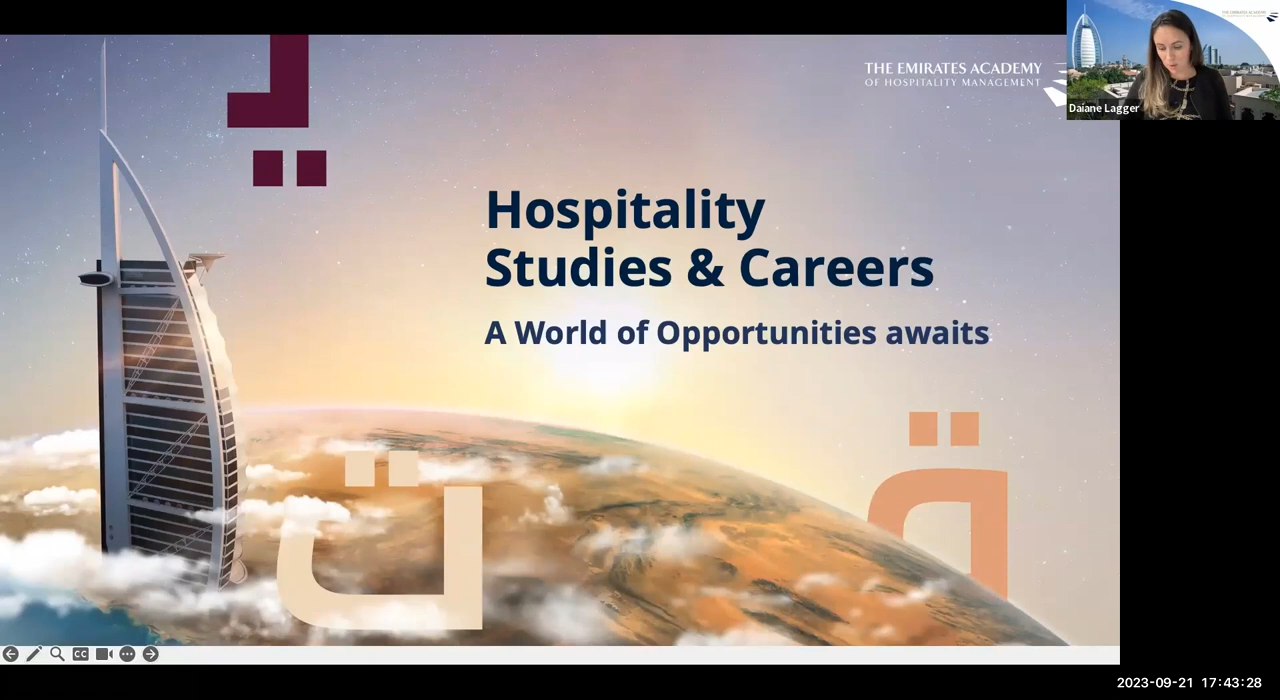 THE EMIRATES ACADEMY
OF HOSPITALITY MANAGEMENT
Daiane Lagger
Hospitality
Studies & Careers
A World of Opportunities awaits
CC
2023-09-21 17:43:28